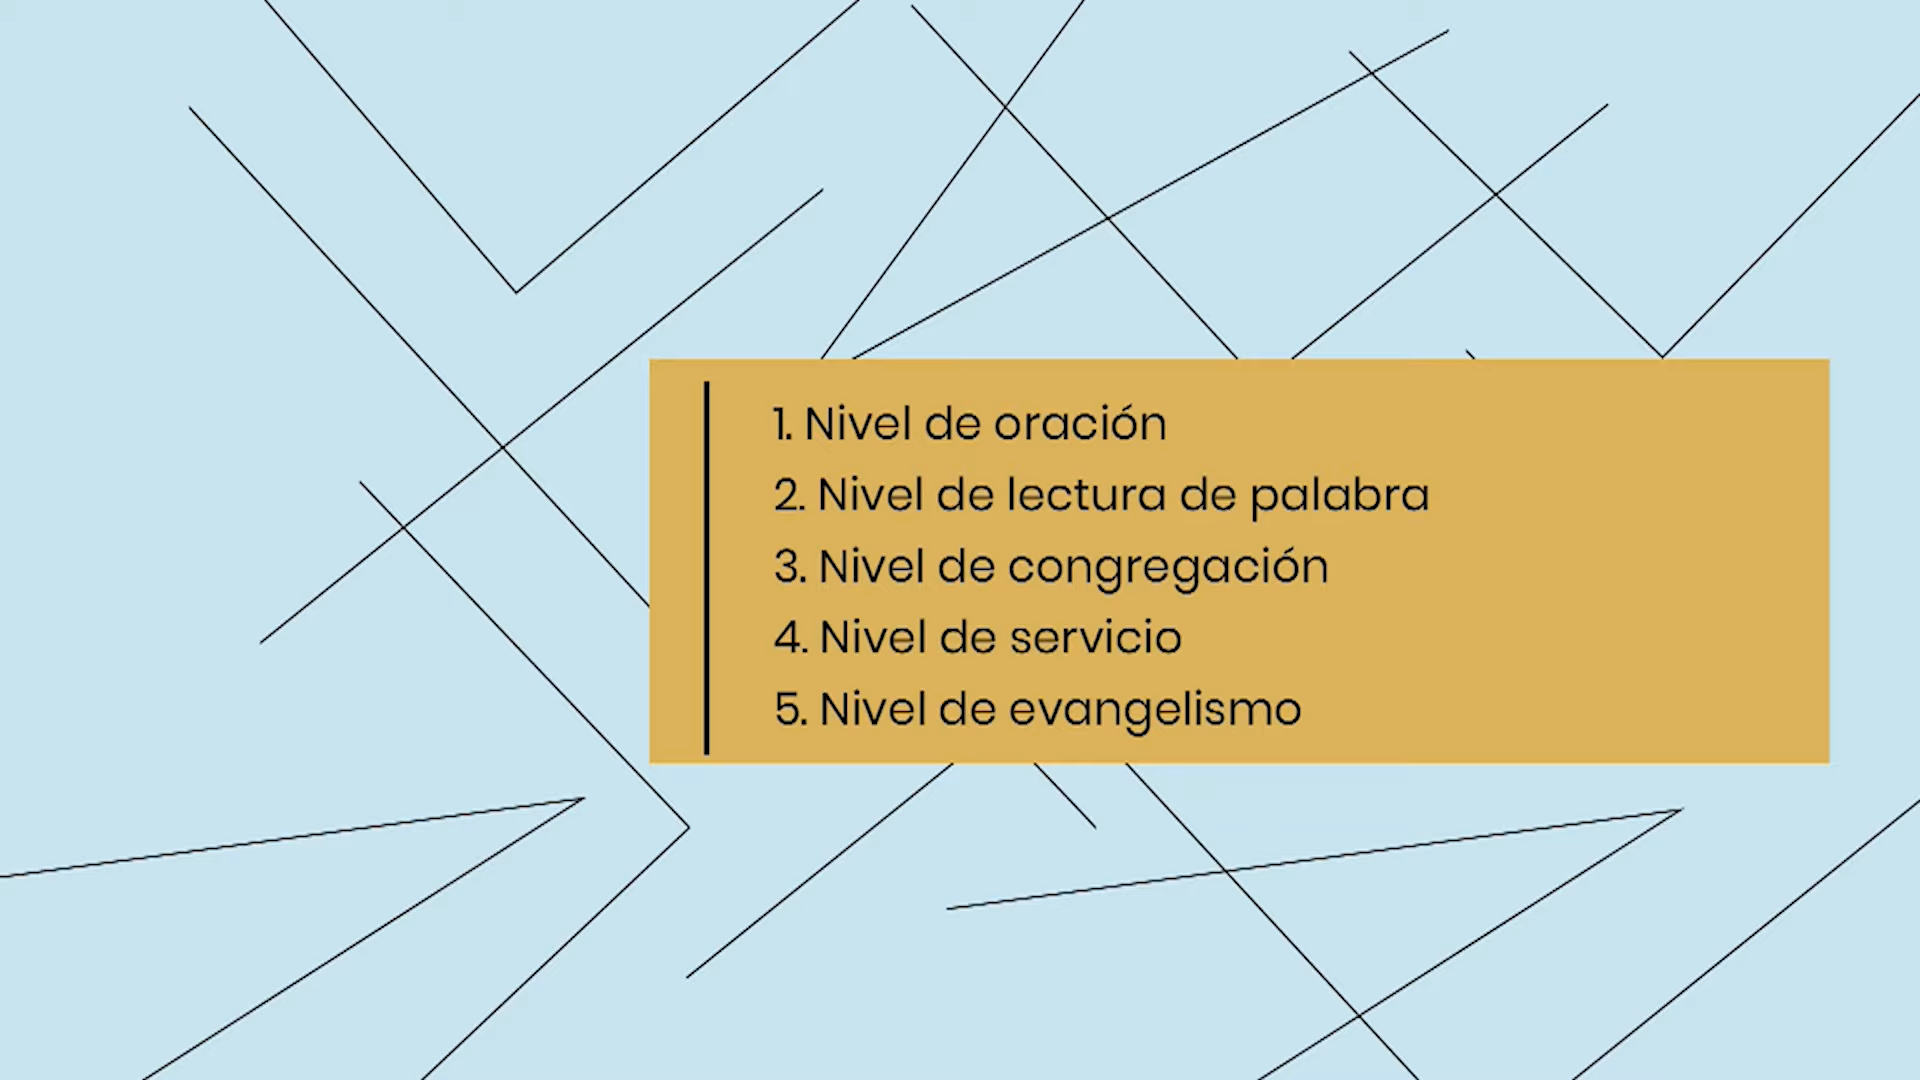 1. Nivel de oración
2. Nivel de lectura de palabra
3. Nivel de congregación
4. Nivel de servicio
5. Nivel de evangelismo